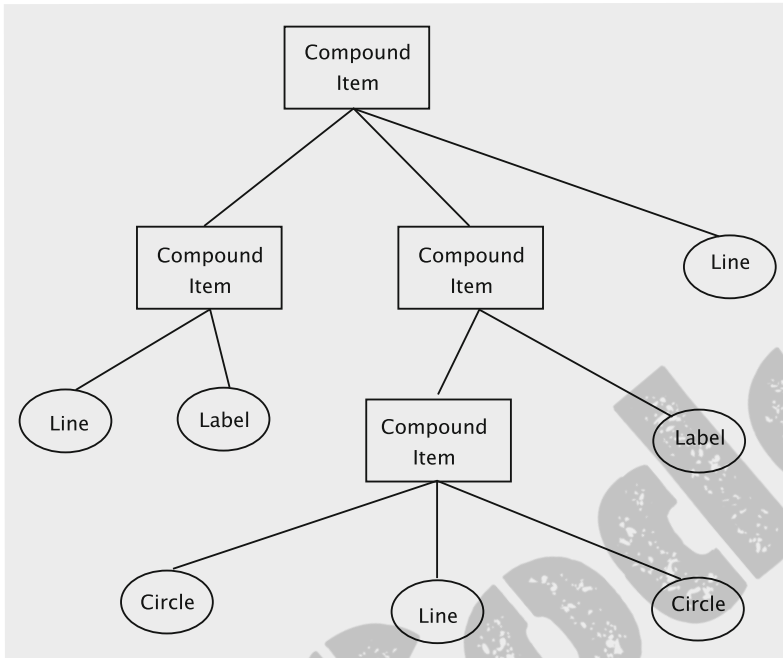 Compound
Item
Compound
Item
Compound
Item
Line
Line
Label
Compound
Item
Label
Circle
Line
Circle